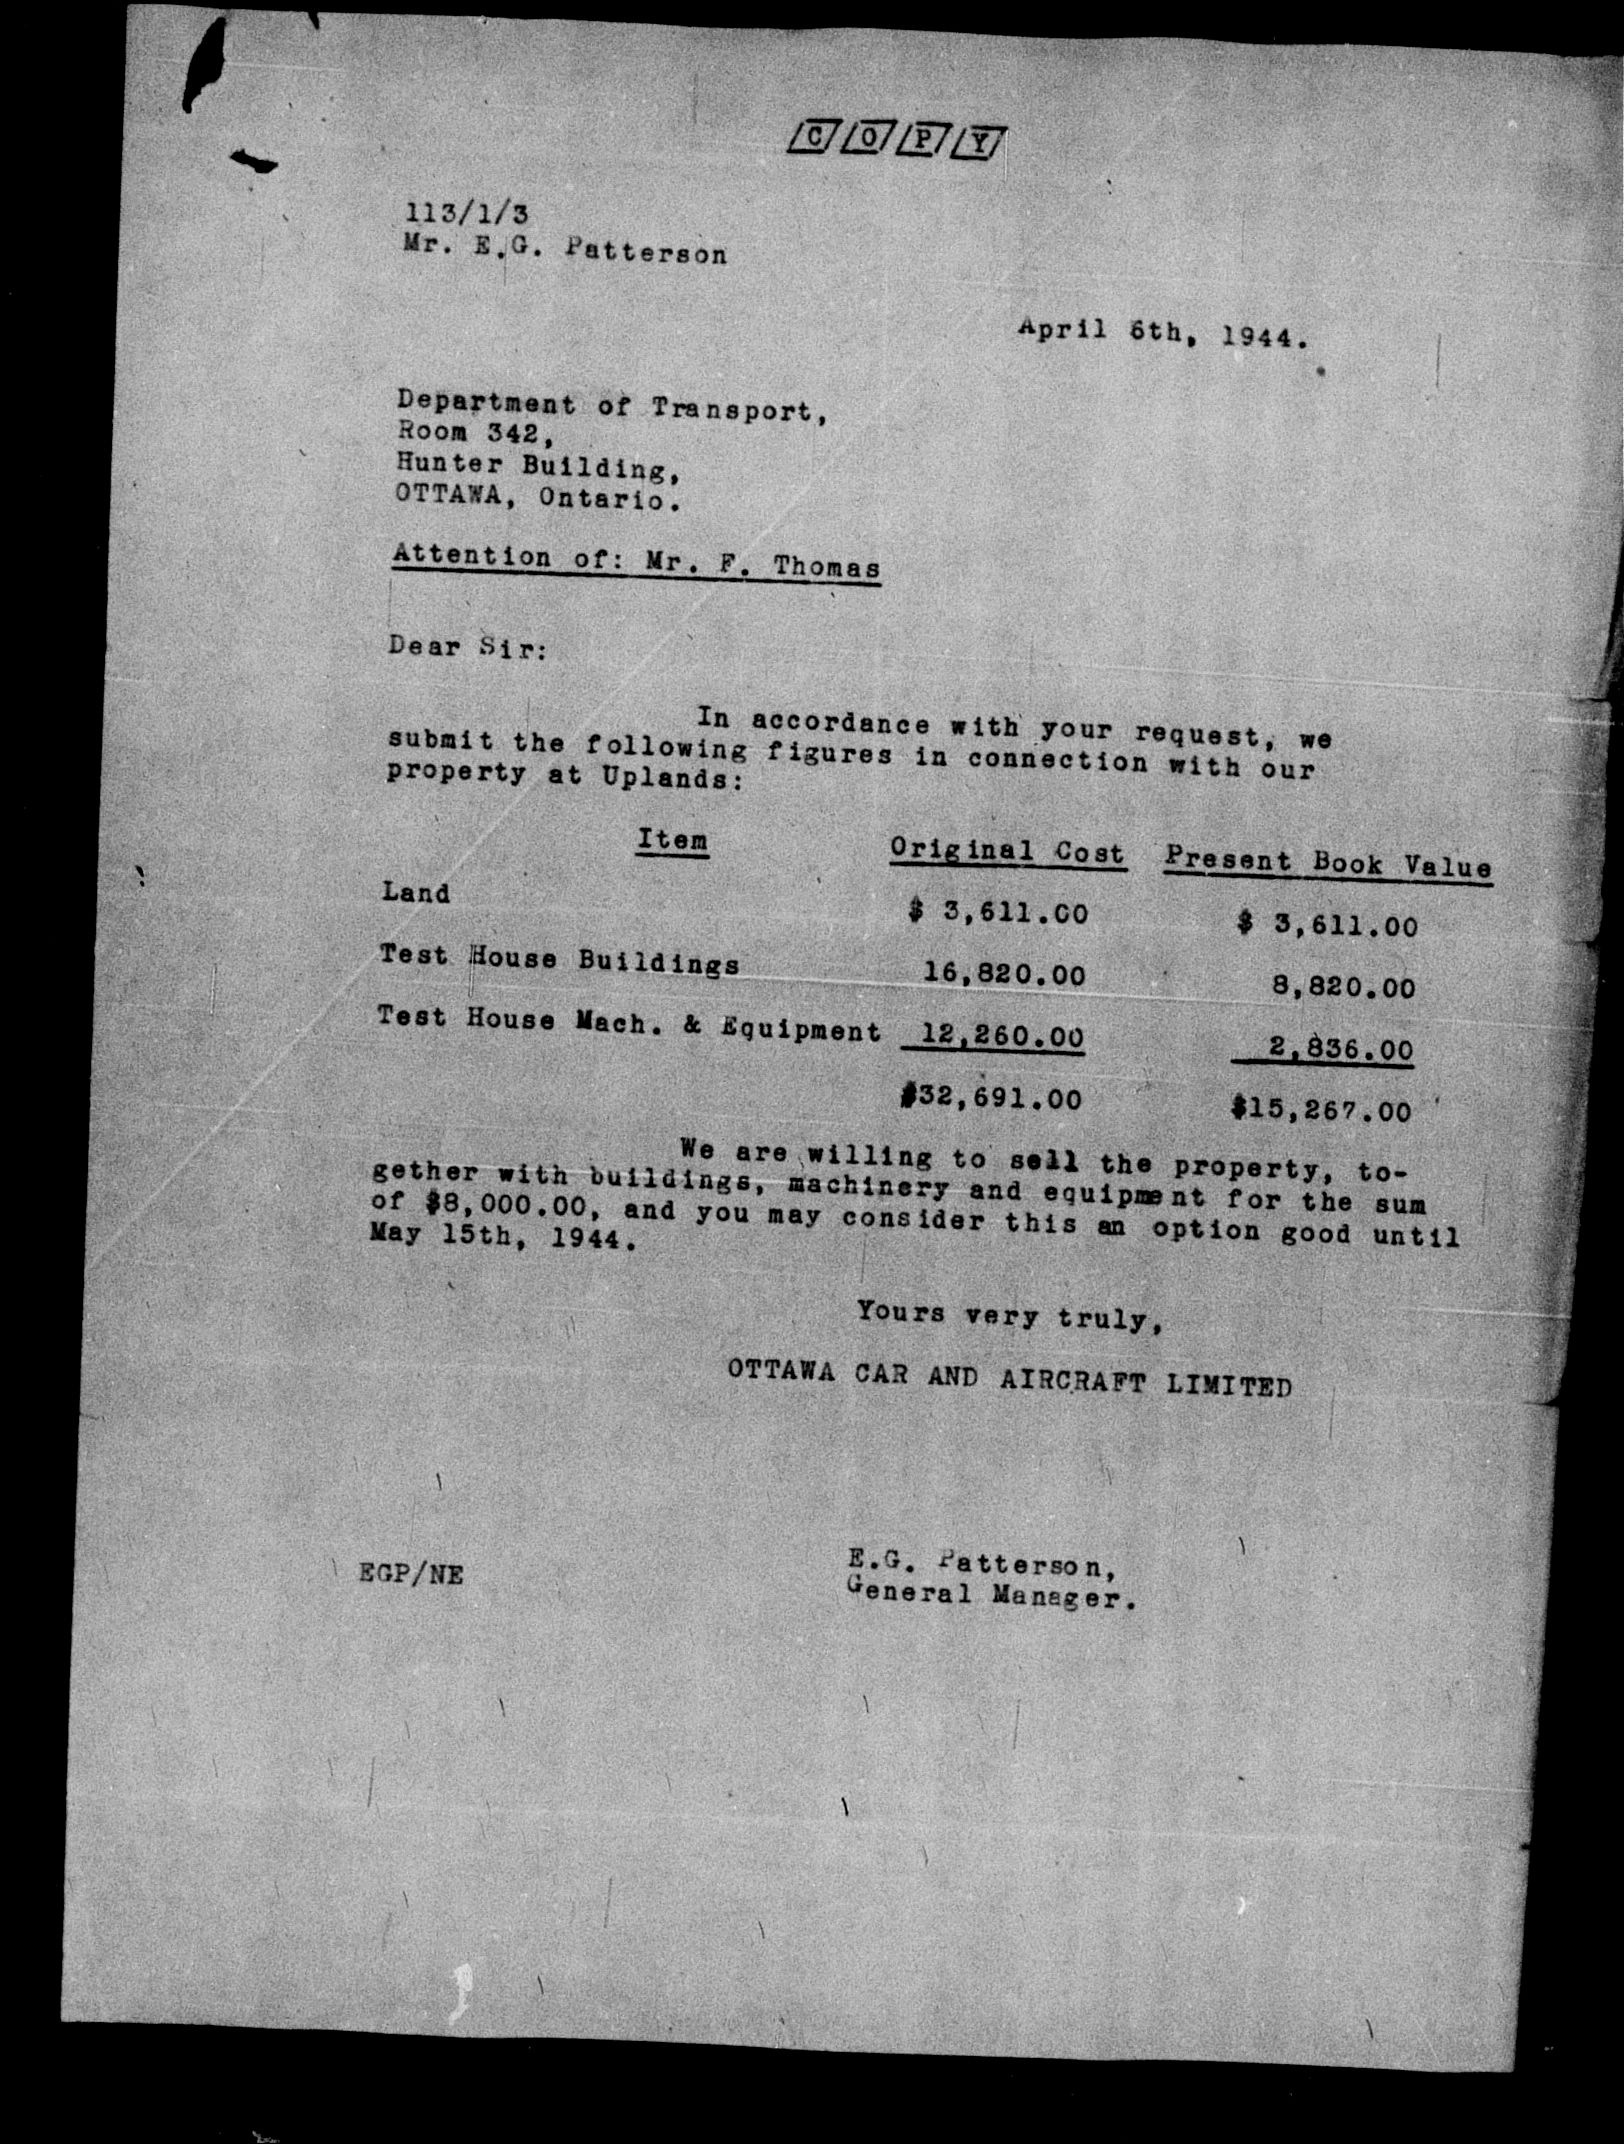 COPY
113/1/3
Mr. E.G. Patterson
April 6th, 1944.
Department of Transport,
Room 342,
Hunter Building,
OTTAWA, Ontario.
Attention of: Mr. F. Thomas
Dear Sir:
In accordance with your request, we
submit the following figures in connection with our
property at Uplands:
Item Original Cost Present Book Value
Land $ 3,611.00 $ 3,611.00
Test House Buildings 16,820.00 8,820.00
Test House Mach. & Equipment 12,260.00 2,836.00
$32,691.00 $15,267.00
We are willing to sell the property, to-
gether with buildings, machinery and equipment for the sum
of $8,000.00, and you may consider this an option good until
May 15th, 1944.
Yours very truly,
OTTAWA CAR AND AIRCRAFT LIMITED
EGP/NE
E.G. Patterson,
General Manager.